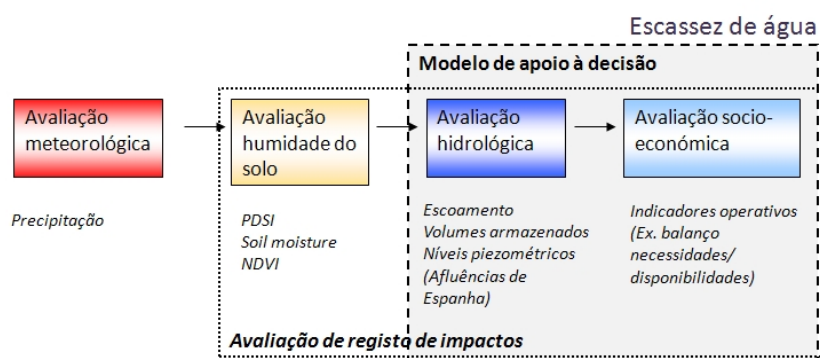 Escassez de água
Modelo de apoio à decisão
Avaliação
meteorológica
Avaliação
humidade do
solo
Avaliação
hidrológica
Avaliação socio-
económica
Precipitação
PDSI
Soil moisture
NDVI
Escoamento
Volumes armazenados
Níveis piezométricos
(Afluências de
Espanha)
Indicadores operativos
(Ex. balanço
necessidades/
disponibilidades)
Avaliação de registo de impactos